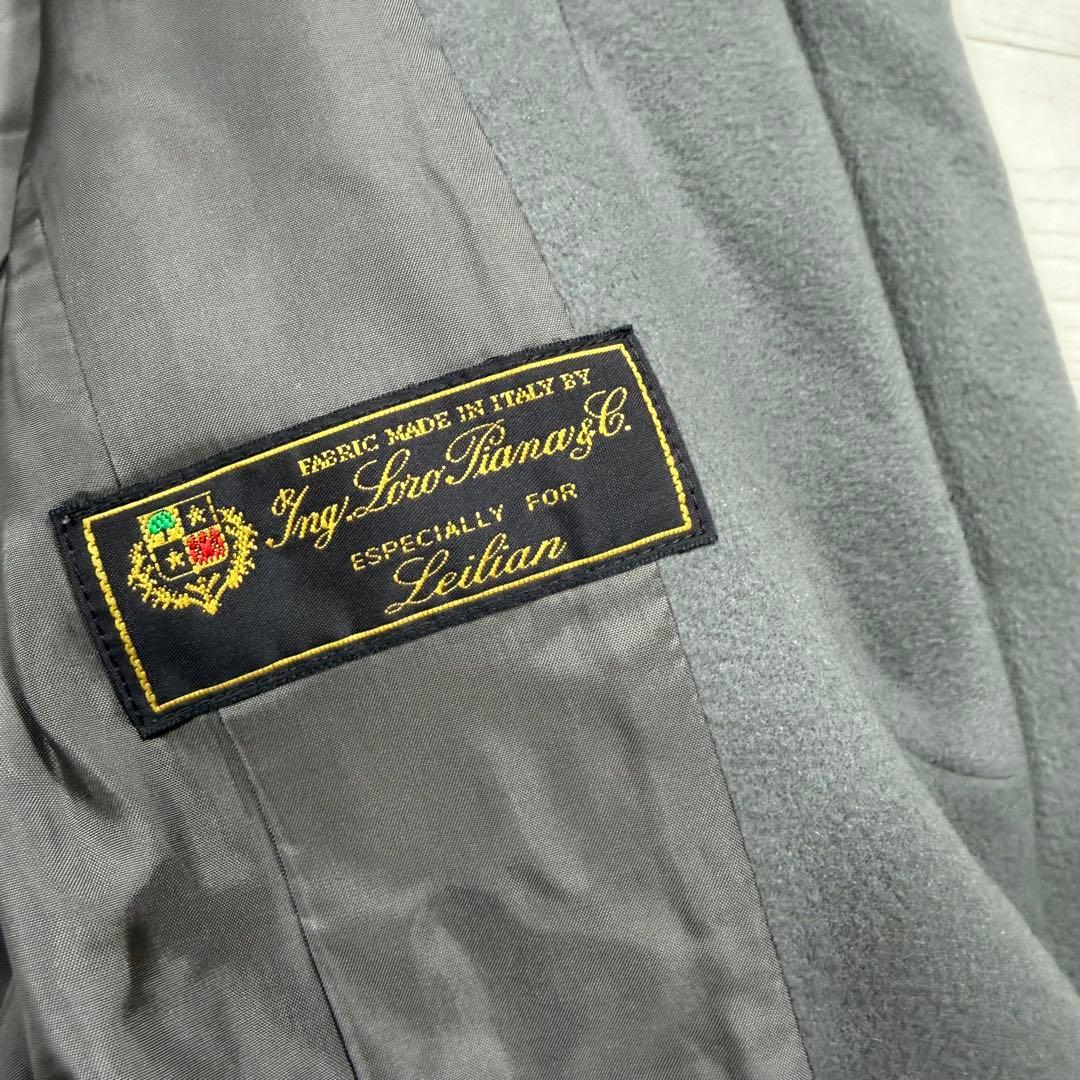 FABRIC MADE IN ITALY BY
Ing. Loro Piana & C.
ESPECIALLY FOR
Leilian